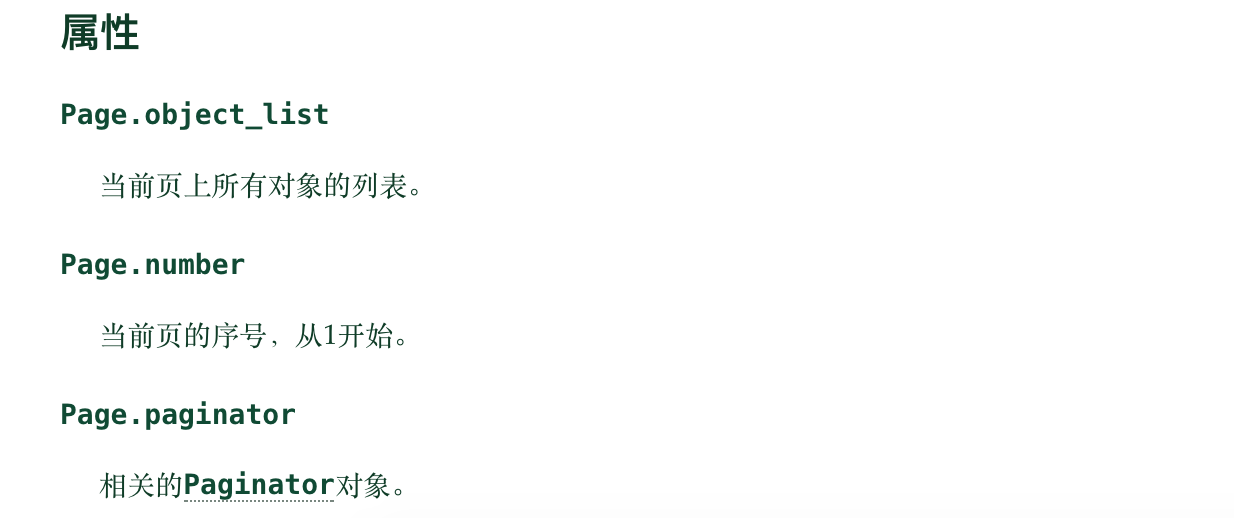 属性
Page.object_list
当前页上所有对象的列表。
Page.number
当前页的序号，从1开始。
Page.paginator
相关的Paginator对象。